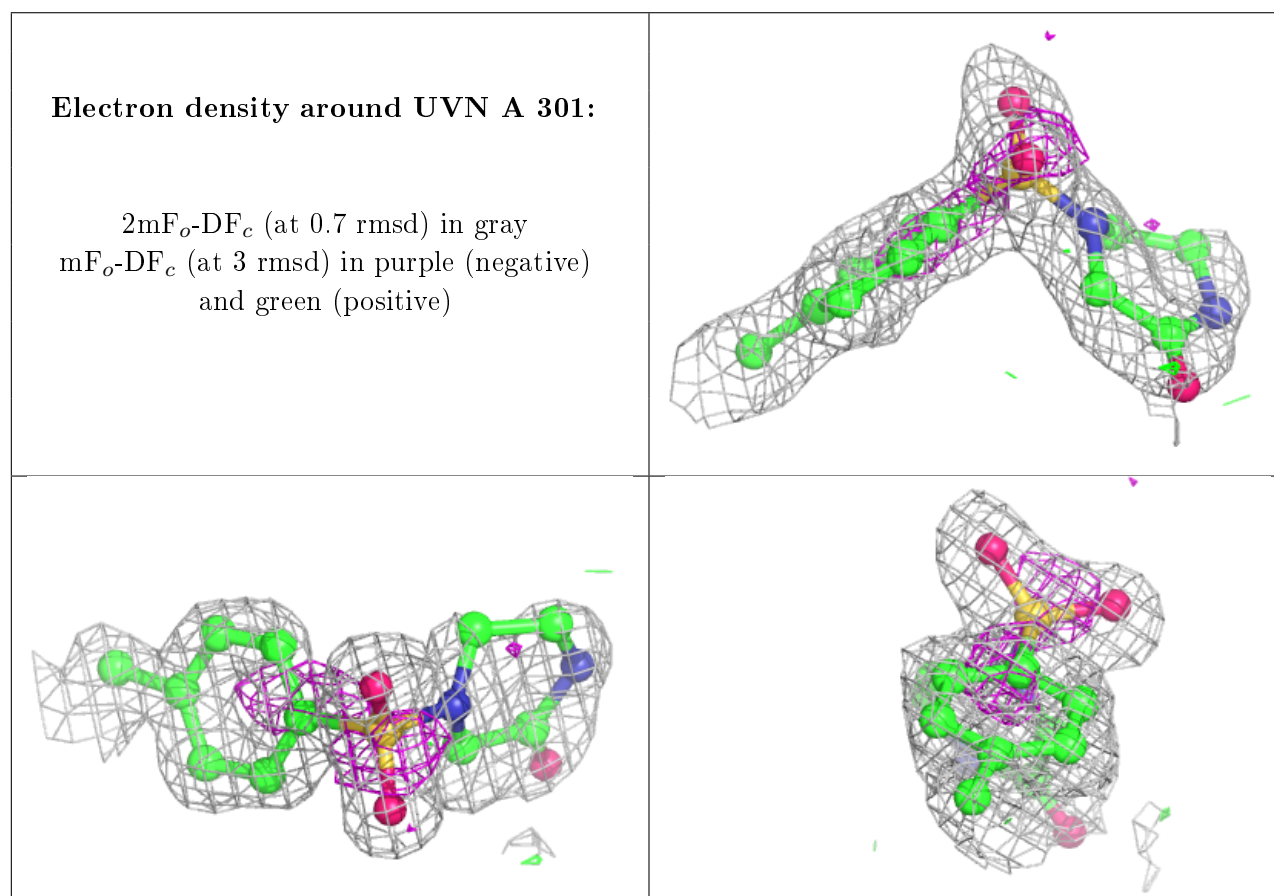 Electron density around UVN A 301:
2mFo-DFc (at 0.7 rmsd) in gray
mFo-DFc (at 3 rmsd) in purple (negative)
and green (positive)